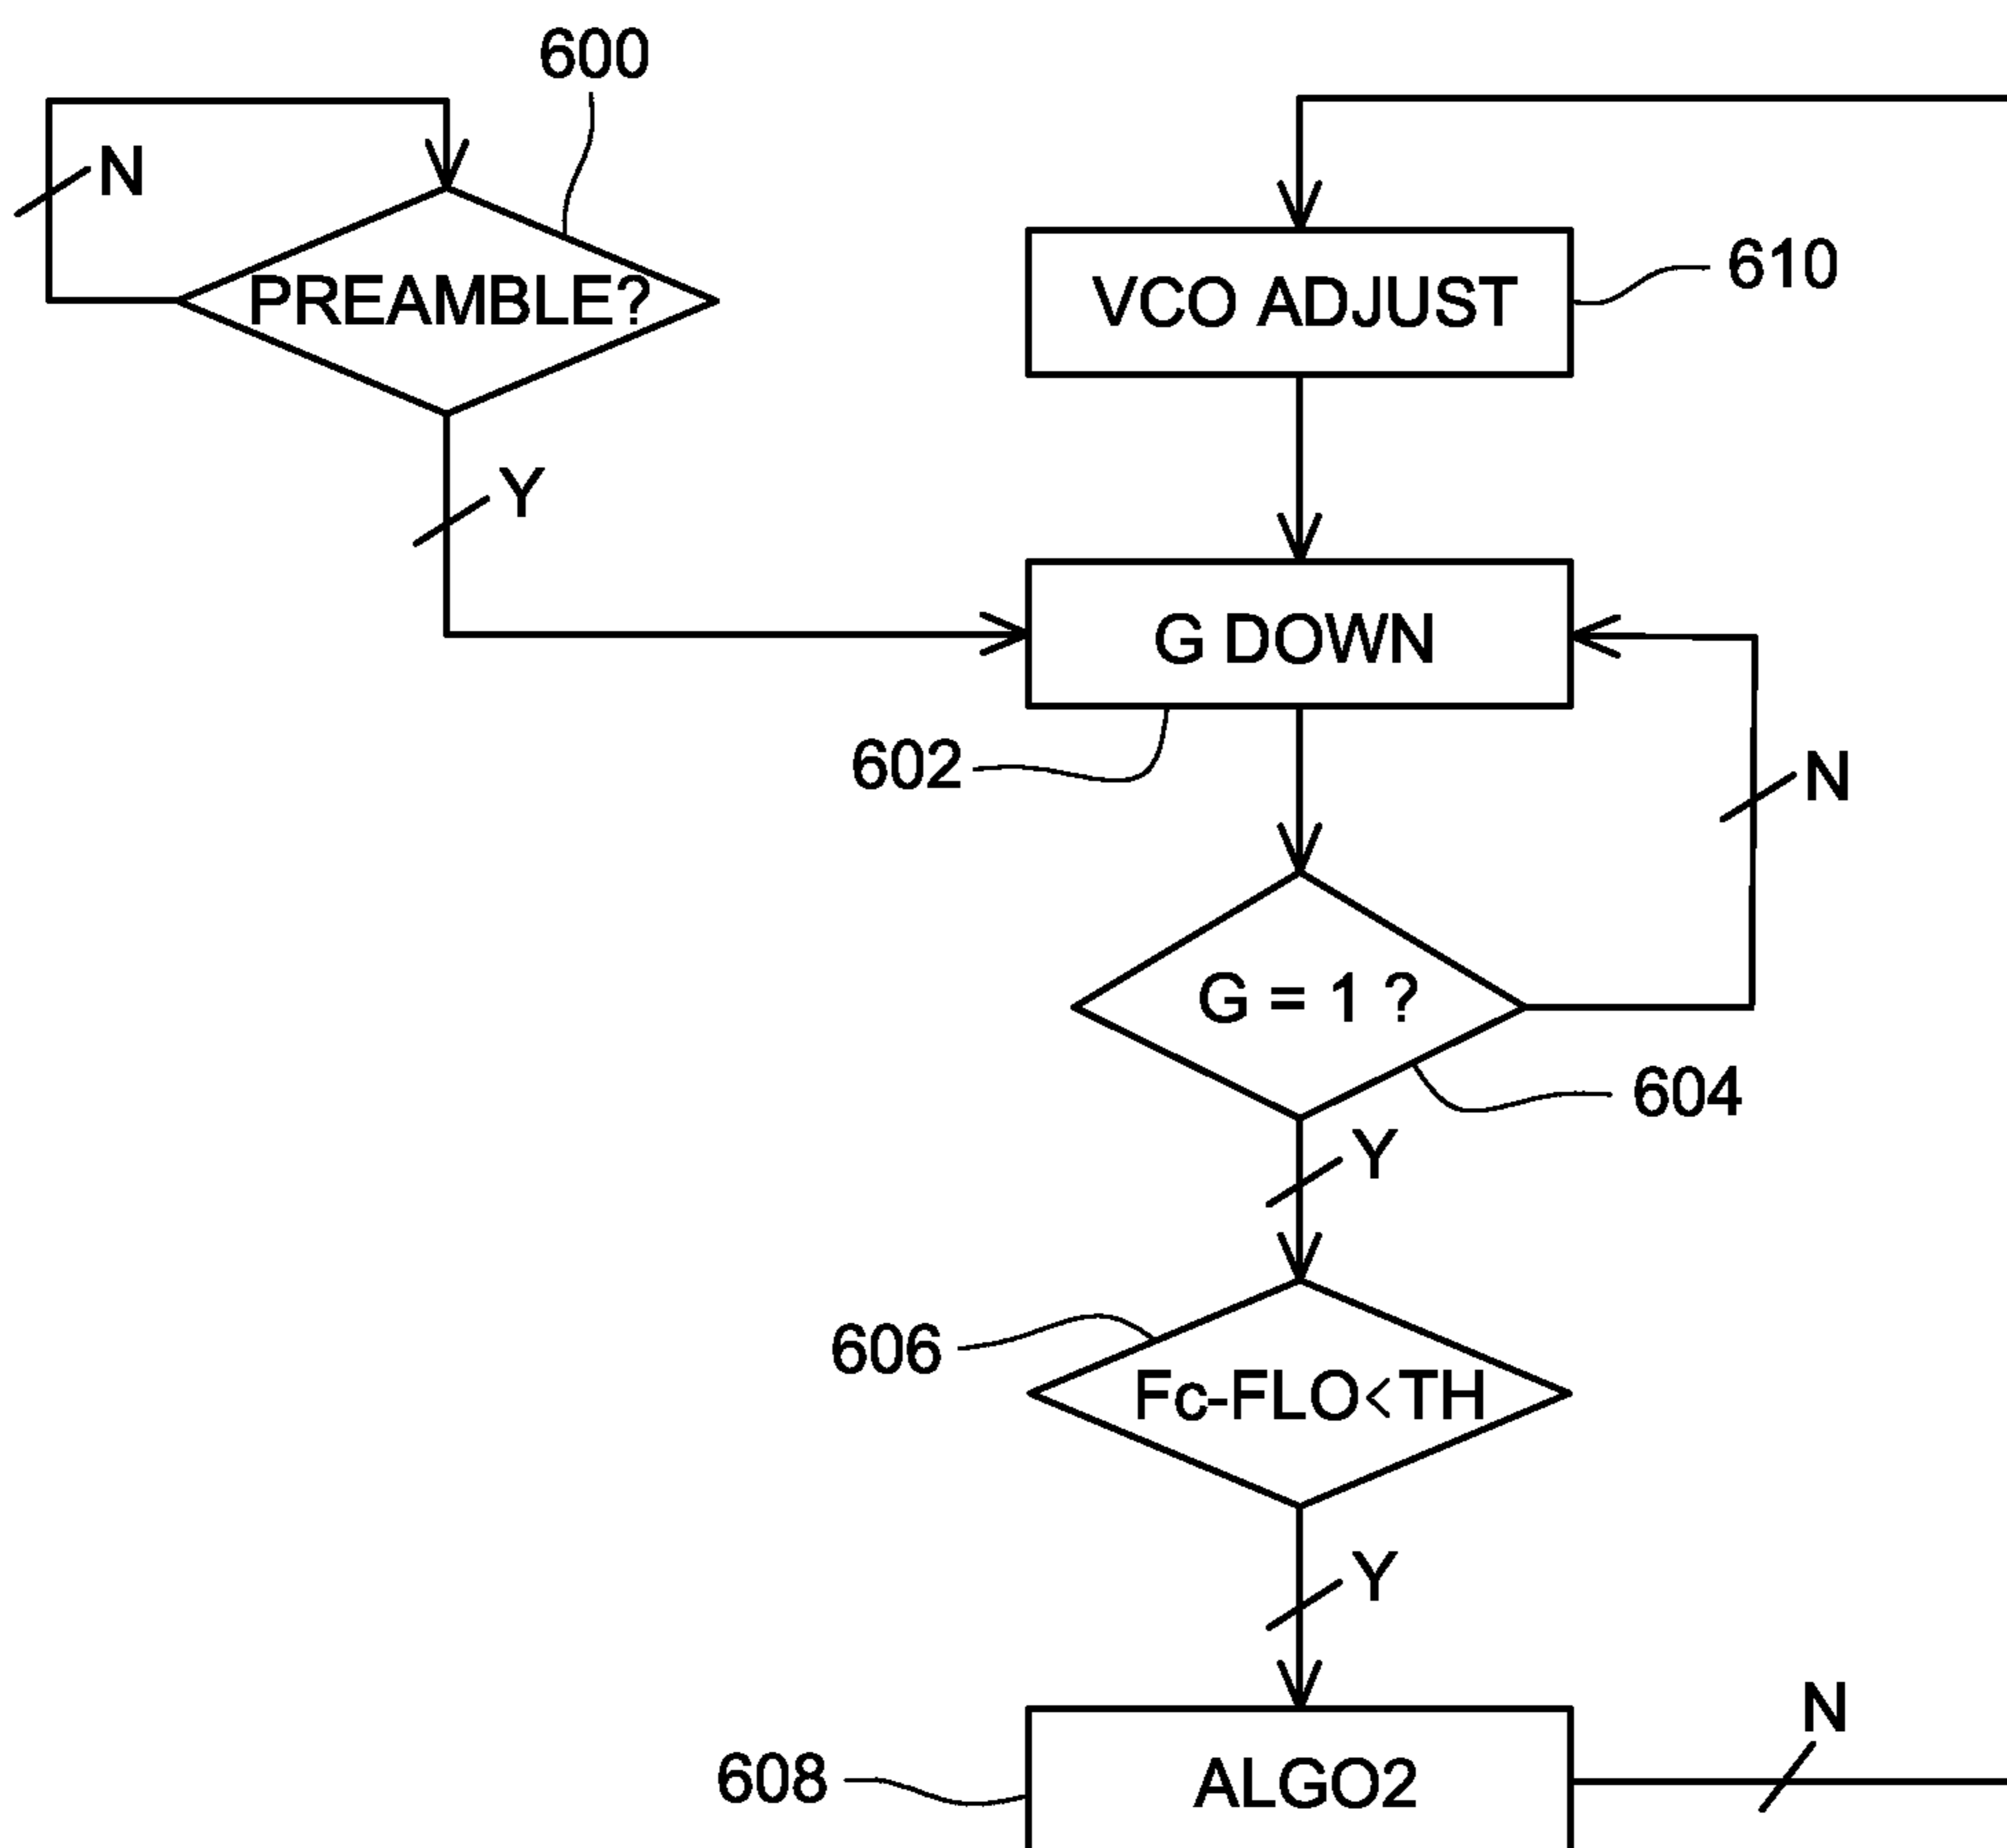 600
N
PREAMBLE?
Y
VCO ADJUST
610
G DOWN
602
N
G = 1 ?
604
Y
606
Fc-FLO<TH
Y
N
608
ALGO2